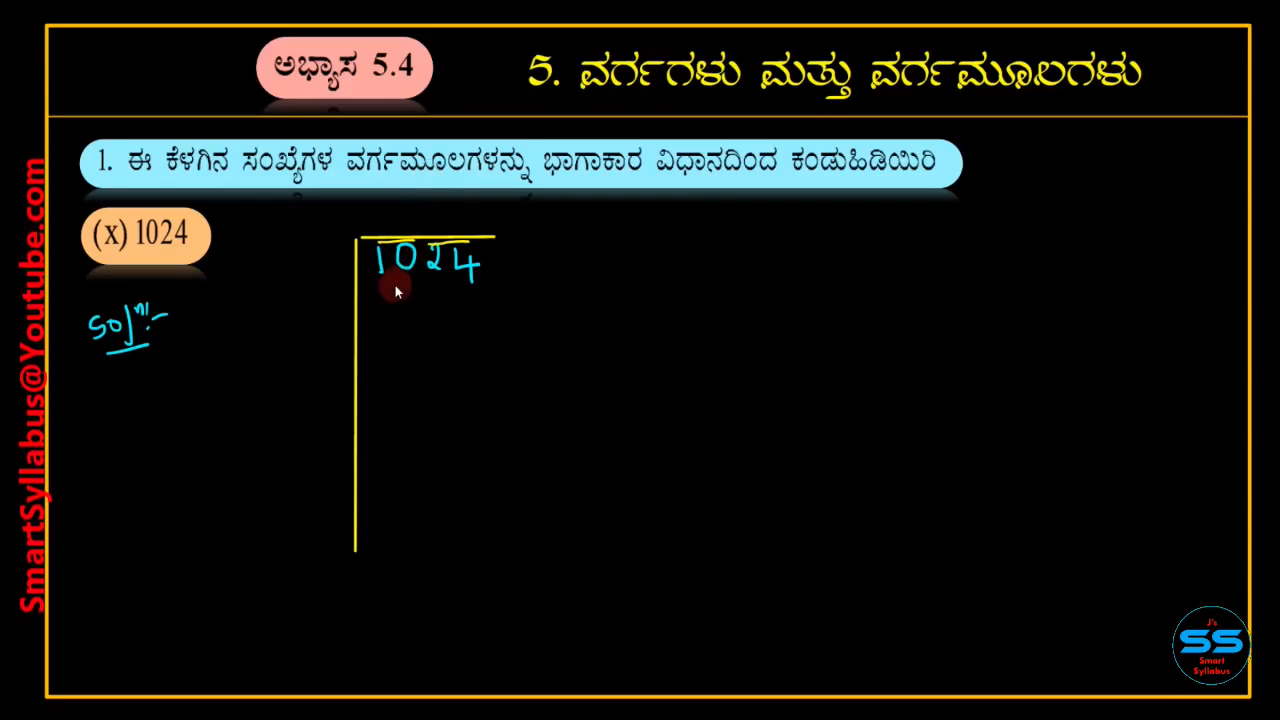 ಅಭ್ಯಾಸ 5.4
5. ವರ್ಗಗಳು ಮತ್ತು ವರ್ಗಮೂಲಗಳು
1. ಈ ಕೆಳಗಿನ ಸಂಖ್ಯೆಗಳ ವರ್ಗಮೂಲಗಳನ್ನು ಭಾಗಾಕಾರ ವಿಧಾನದಿಂದ ಕಂಡುಹಿಡಿಯಿರಿ
(x) 1024
1024
Solⁿ:-
SmartSyllabus@Youtube.com
J's
SS
Smart
Syllabus